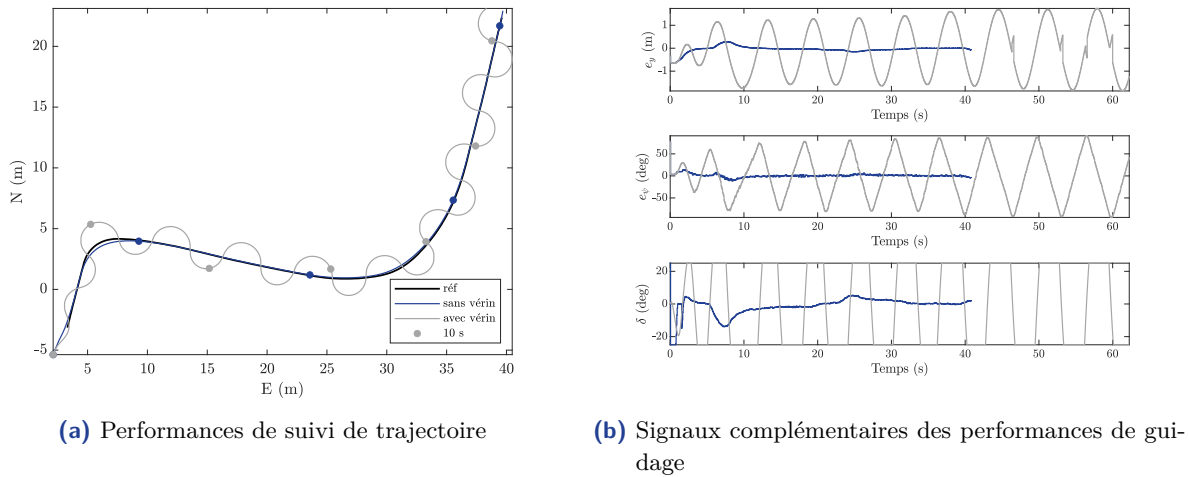 20
15
10
5
0
-5
N (m)
5
10
15
20
25
30
35
40
E (m)
réf
sans vérin
avec vérin
10 s
(a) Performances de suivi de trajectoire
1
0
-1
e_y (m)
0
10
20
30
40
50
60
Temps (s)
50
0
-50
e_ψ (deg)
0
10
20
30
40
50
60
Temps (s)
20
0
-20
δ (deg)
0
10
20
30
40
50
60
Temps (s)
(b) Signaux complémentaires des performances de gui-
dage